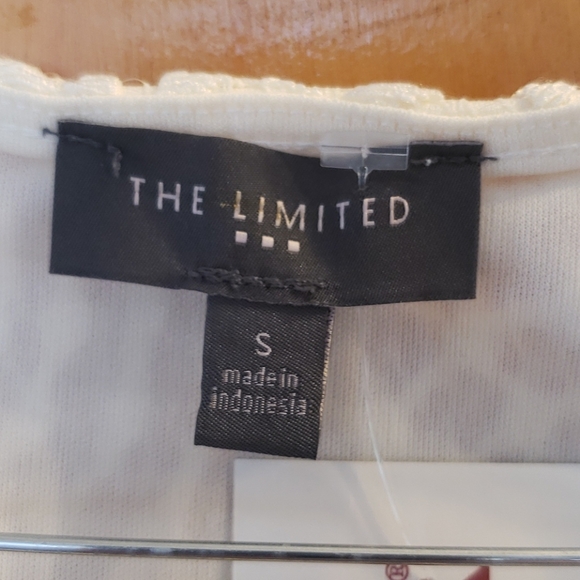 THE LIMITED
S
made in
indonesia
®